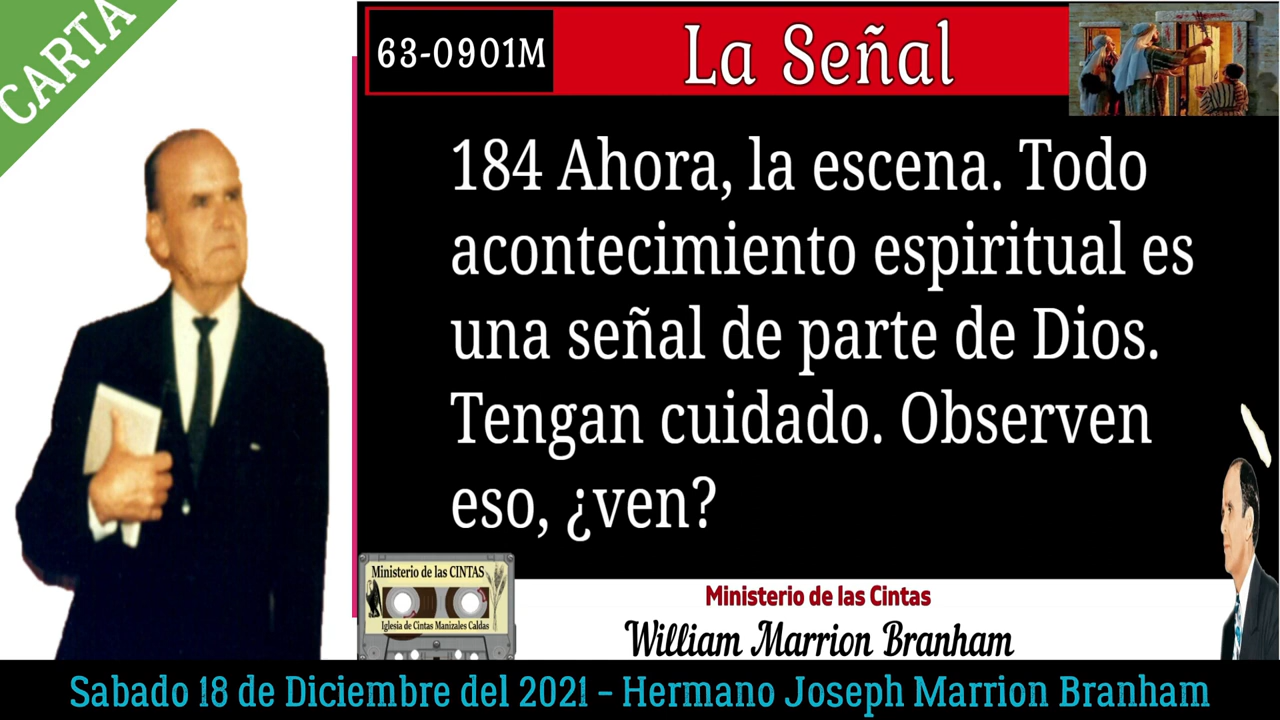 CARTA
63-0901M
La Señal
184 Ahora, la escena. Todo
acontecimiento espiritual es
una señal de parte de Dios.
Tengan cuidado. Observen
eso, ¿ven?
Ministerio de las CINTAS
Iglesia de Cintas Manizales Caldas
Ministerio de las Cintas
William Marrion Branham
Sabado 18 de Diciembre del 2021 - Hermano Joseph Marrion Branham